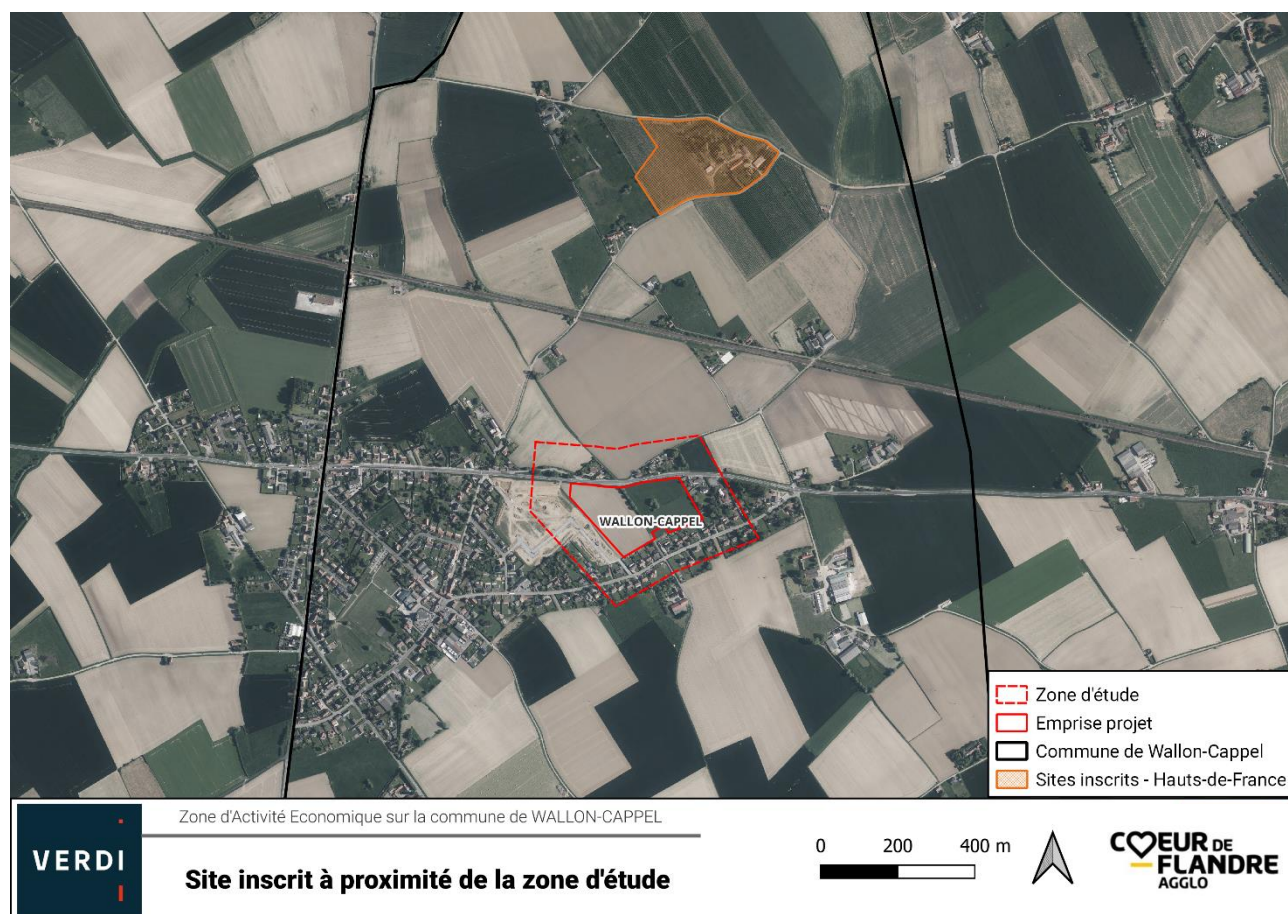 WALLON-CAPPEL
Zone d'étude
Emprise projet
Commune de Wallon-Cappel
Sites inscrits - Hauts-de-France
VERDI
Zone d'Activité Economique sur la commune de WALLON-CAPPEL
Site inscrit à proximité de la zone d'étude
0 200 400 m
CŒUR DE
FLANDRE
AGGLO